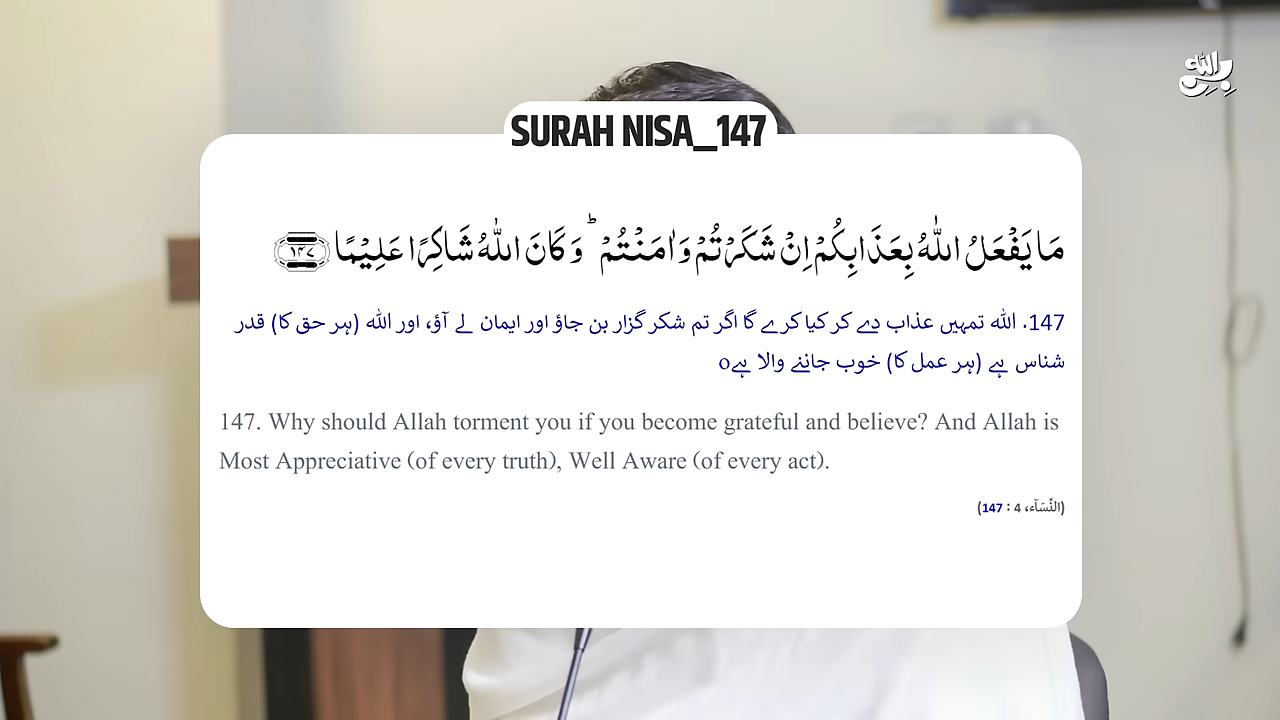 SURAH NISA_147
مَا يَفْعَلُ اللّٰهُ بِعَذَابِكُمْ اِنْ شَكَرْتُمْ وَاٰمَنْتُمْ ؕ وَكَانَ اللّٰهُ شَاكِرًا عَلِيْمًا ﴿۱۴۷﴾
147. اللہ تمہیں عذاب دے کر کیا کرے گا اگر تم شکر گزار بن جاؤ اور ایمان لے آؤ، اور اللہ (ہر حق کا) قدر
شناس ہے (ہر عمل کا) خوب جاننے والا ہےo
147. Why should Allah torment you if you become grateful and believe? And Allah is
Most Appreciative (of every truth), Well Aware (of every act).
(النِّسَآء، 4 : 147)